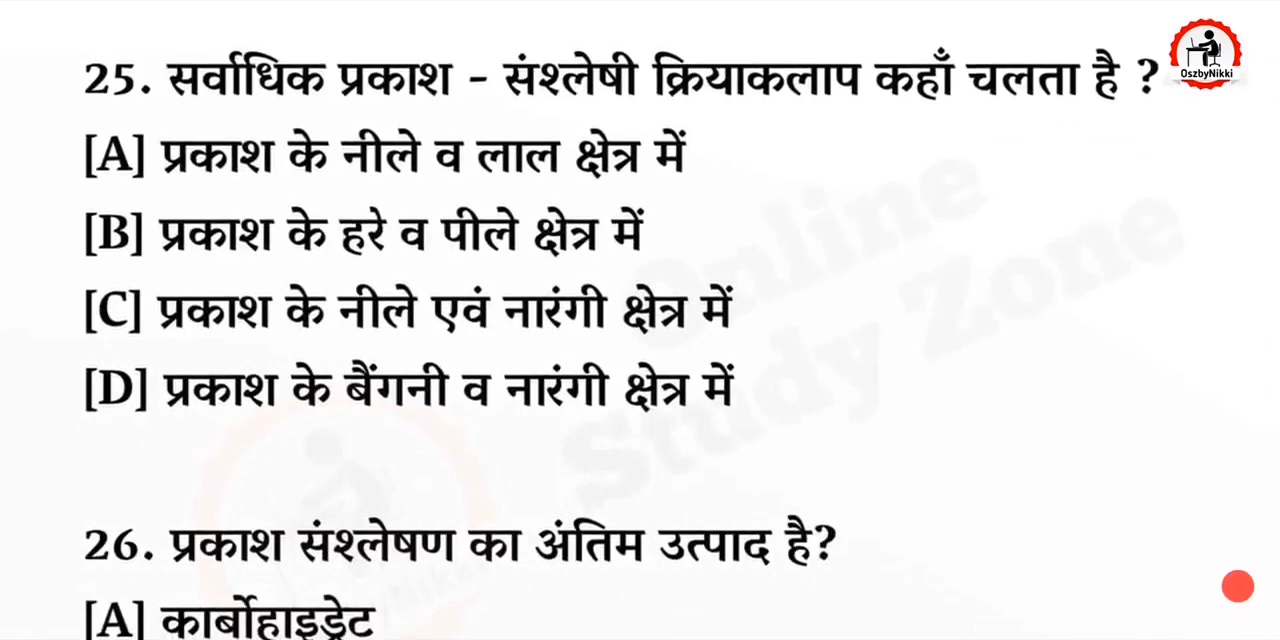 OszbyNikki
25. सर्वाधिक प्रकाश - संश्लेषी क्रियाकलाप कहाँ चलता है ?
[A] प्रकाश के नीले व लाल क्षेत्र में
[B] प्रकाश के हरे व पीले क्षेत्र में
[C] प्रकाश के नीले एवं नारंगी क्षेत्र में
[D] प्रकाश के बैंगनी व नारंगी क्षेत्र में
Online
Study Zone
26. प्रकाश संश्लेषण का अंतिम उत्पाद है?
[A] कार्बोहाइड्रेट